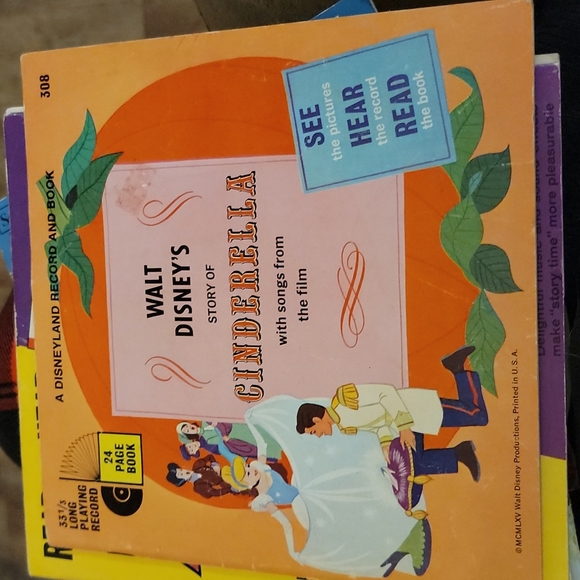 308
A DISNEYLAND RECORD AND BOOK
SEE
the pictures
HEAR
the record
READ
the book
WALT
DISNEY'S
STORY OF
CINDERELLA
with songs from
the film
33 1/3
LONG
PLAYING
RECORD
24
PAGE
BOOK
© MCMLXV Walt Disney Productions, Printed in U.S.A.
make "story time" more pleasurable